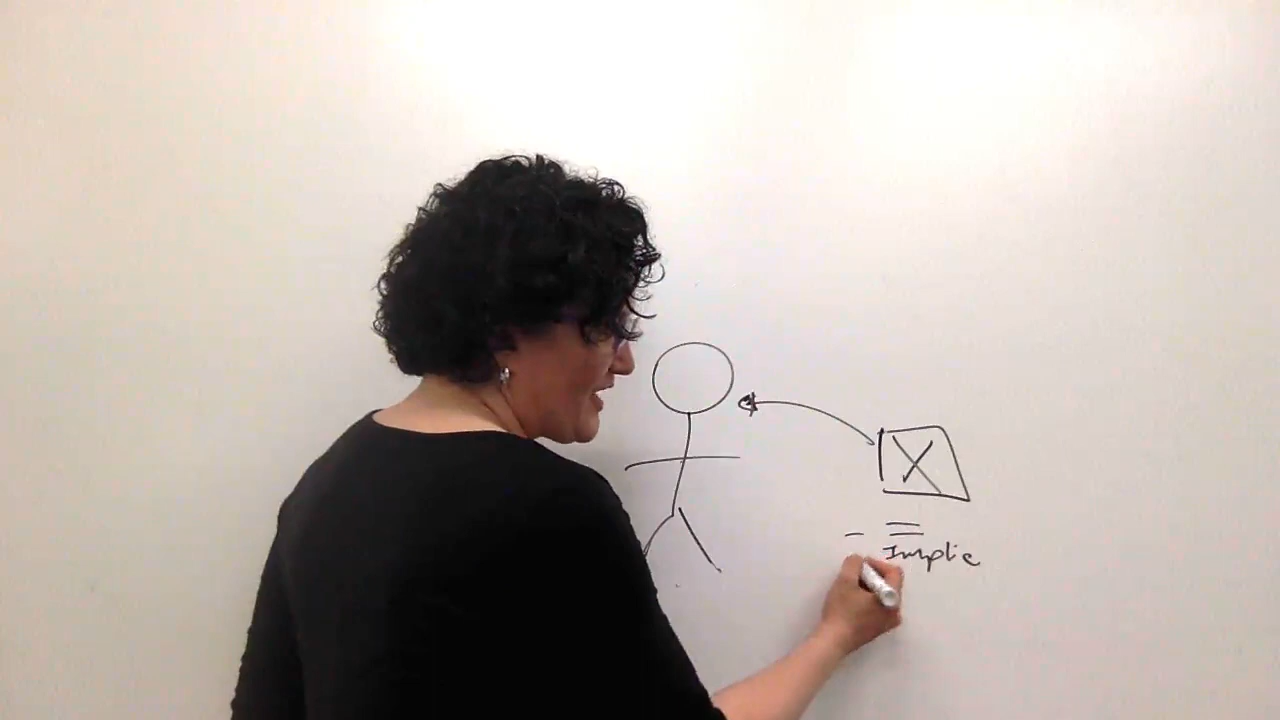 X
- =
Implie